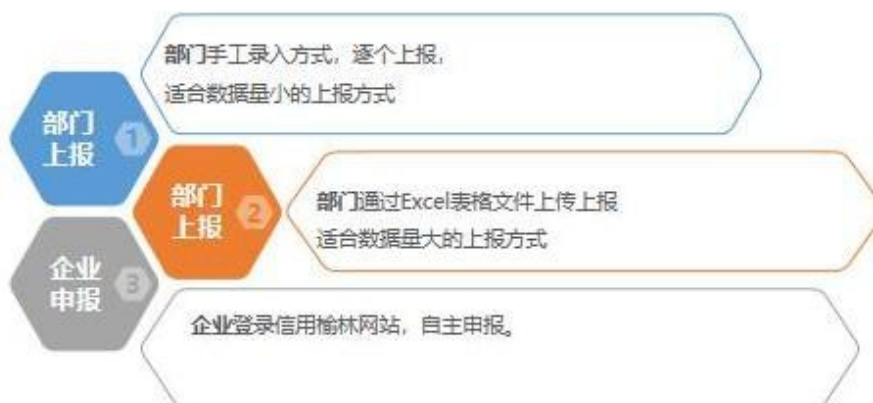 部门
上报
1
部门手工录入方式，逐个上报，
适合数据量小的上报方式
部门
上报
2
部门通过Excel表格文件上传上报
适合数据量大的上报方式
企业
申报
3
企业登录信用榆林网站，自主申报。